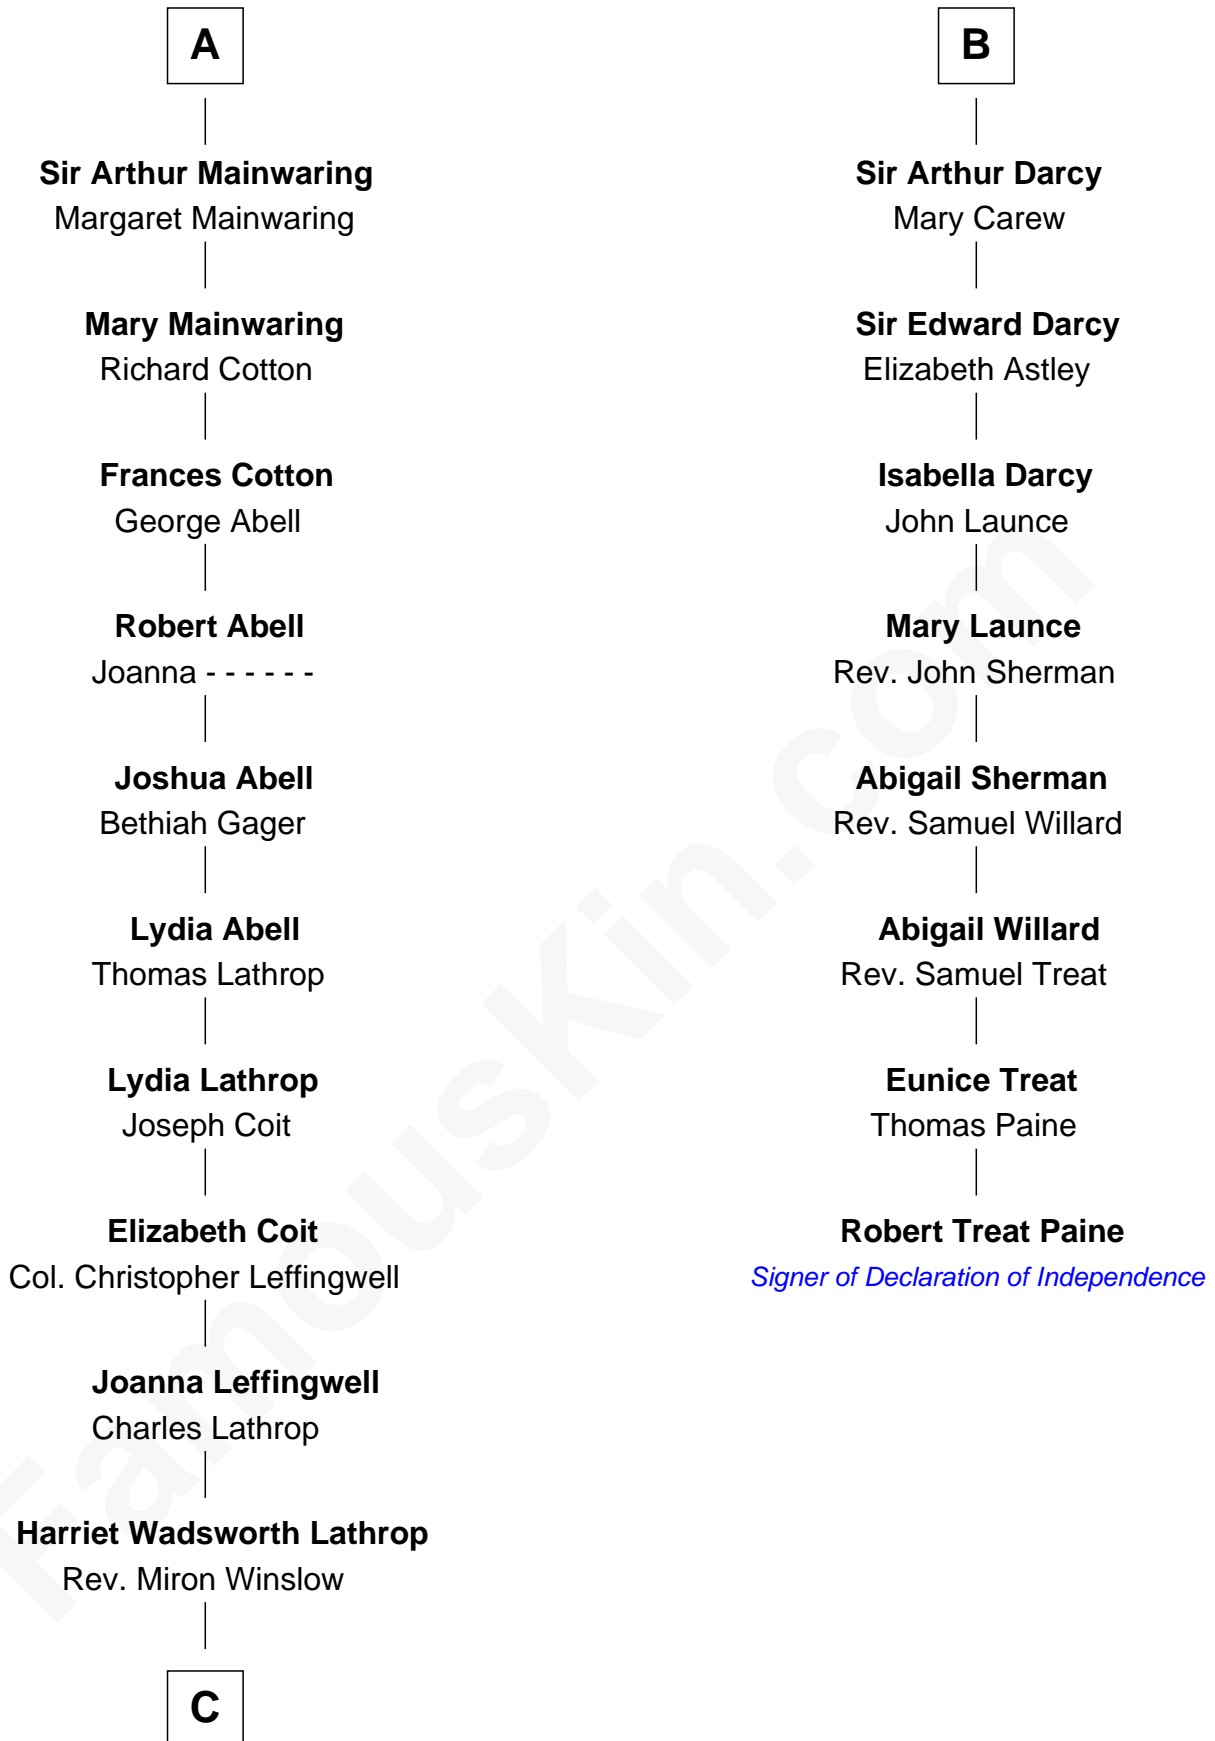 A
Sir Arthur Mainwaring
Margaret Mainwaring
Mary Mainwaring
Richard Cotton
Frances Cotton
George Abell
Robert Abell
Joanna - - - - - -
Joshua Abell
Bethiah Gager
Lydia Abell
Thomas Lathrop
Lydia Lathrop
Joseph Coit
Elizabeth Coit
Col. Christopher Leffingwell
Joanna Leffingwell
Charles Lathrop
Harriet Wadsworth Lathrop
Rev. Miron Winslow
C
B
Sir Arthur Darcy
Mary Carew
Sir Edward Darcy
Elizabeth Astley
Isabella Darcy
John Launce
Mary Launce
Rev. John Sherman
Abigail Sherman
Rev. Samuel Willard
Abigail Willard
Rev. Samuel Treat
Eunice Treat
Thomas Paine
Robert Treat Paine
Signer of Declaration of Independence
FamousKin.com